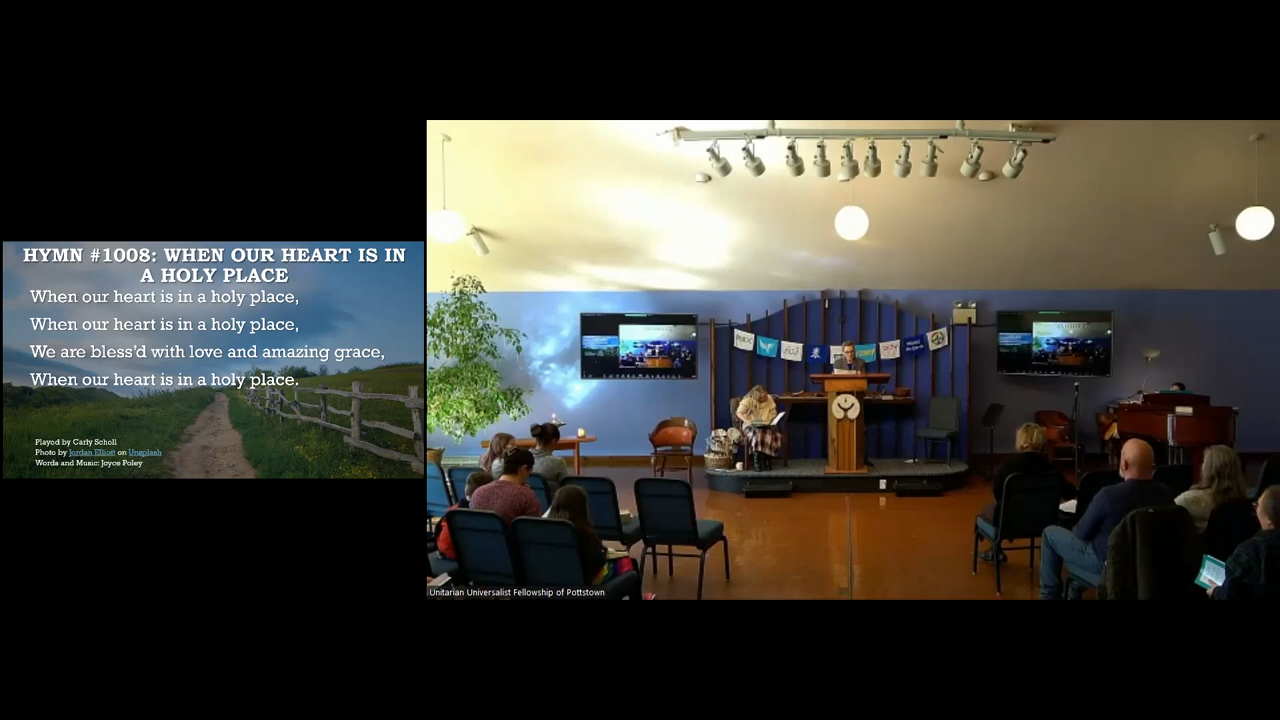 HYMN #1008: WHEN OUR HEART IS IN
A HOLY PLACE
When our heart is in a holy place,
When our heart is in a holy place,
We are bless’d with love and amazing grace,
When our heart is in a holy place.
Played by Carly Scholl
Photo by Jordan Elliott on Unsplash
Words and Music: Joyce Poley
Unitarian Universalist Fellowship of Pottstown